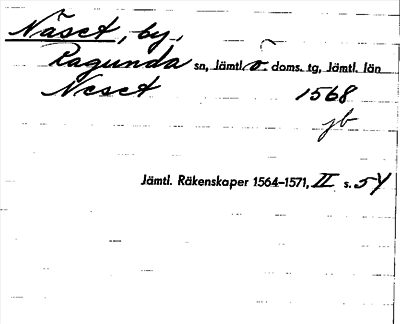 Näset, by,
Ragunda sn, Jämtl. ö. doms. tg, Jämtl. län
Neset 1568
jb
Jämtl. Räkenskaper 1564–1571, II s. 54